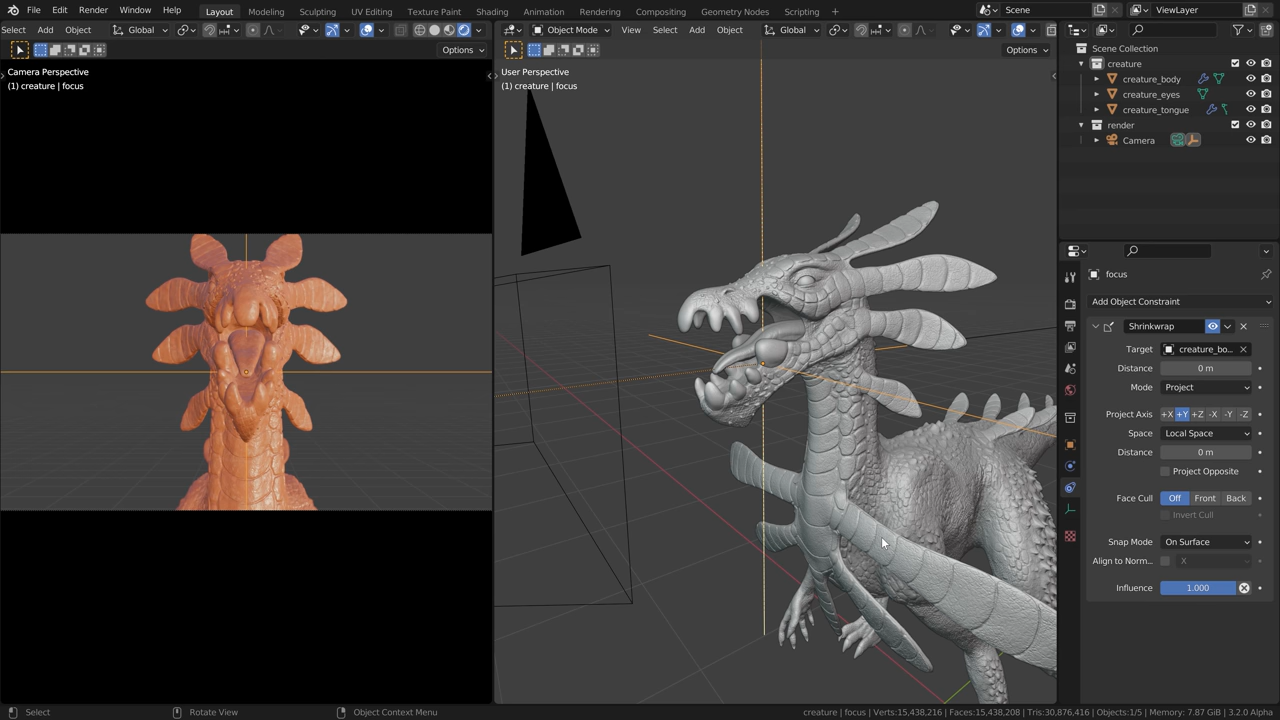 File Edit Render Window Help Layout Modeling Sculpting UV Editing Texture Paint Shading Animation Rendering Compositing Geometry Nodes Scripting Scene ViewLayer
Select Add Object Global Object Mode View Select Add Object Global
Options Options
Camera Perspective
(1) creature | focus
User Perspective
(1) creature | focus
Scene Collection
creature
creature_body
creature_eyes
creature_tongue
render
Camera
focus
Add Object Constraint
Shrinkwrap
Target creature_bo...
Distance 0 m
Mode Project
Project Axis +X +Y +Z -X -Y -Z
Space Local Space
Distance 0 m
Project Opposite
Face Cull Off Front Back
Invert Cull
Snap Mode On Surface
Align to Norm... X
Influence 1.000
Select Rotate View Object Context Menu creature | focus | Verts:15,438,216 | Faces:15,438,208 | Tris:30,876,416 | Objects:1/5 | Memory: 7.87 GiB | 3.2.0 Alpha